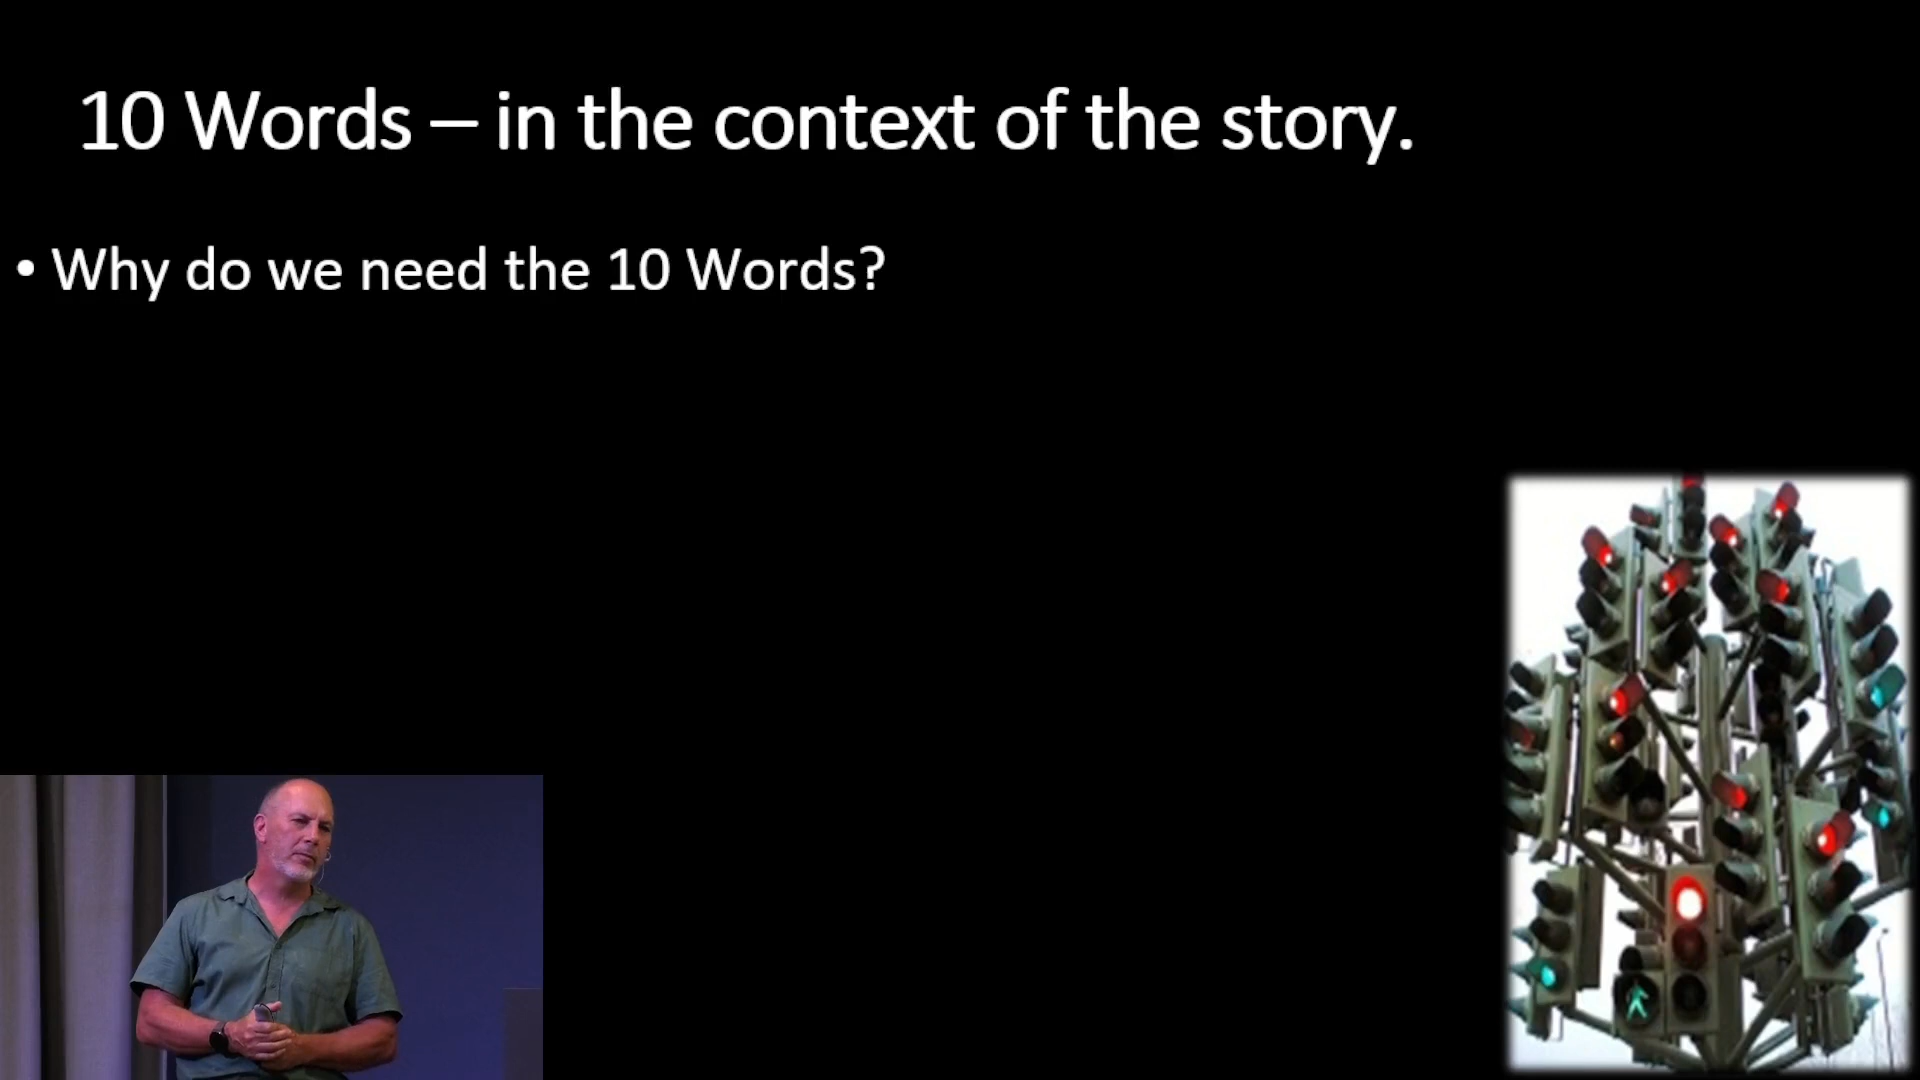 10 Words – in the context of the story.
• Why do we need the 10 Words?